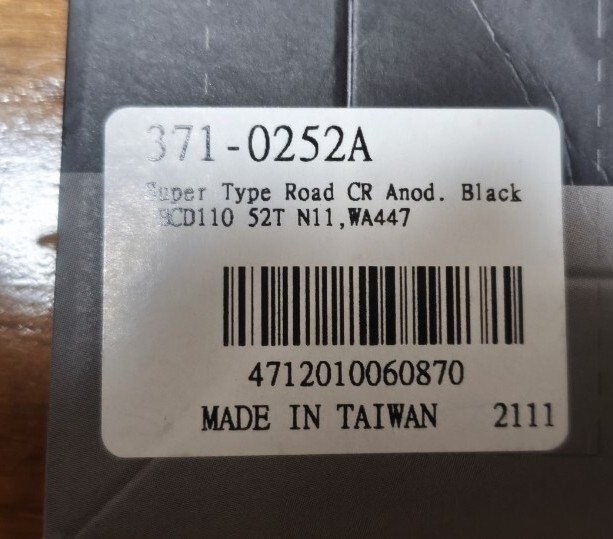 371-0252A
Super Type Road CR Anod. Black
BCD110 52T N11,WA447
4712010060870
MADE IN TAIWAN 2111